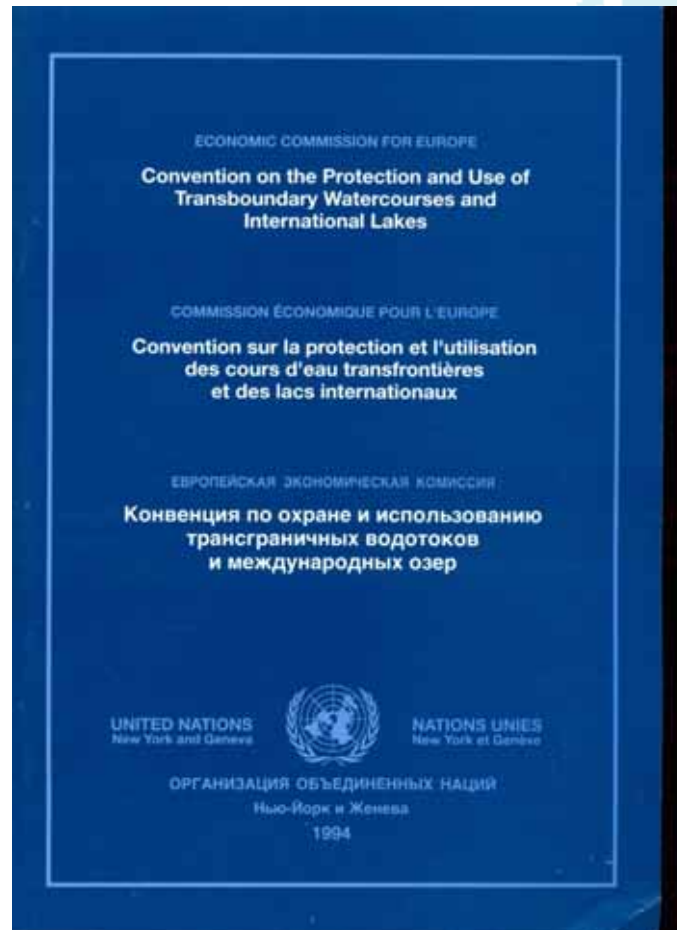 ECONOMIC COMMISSION FOR EUROPE
Convention on the Protection and Use of
Transboundary Watercourses and
International Lakes
COMMISSION ÉCONOMIQUE POUR L'EUROPE
Convention sur la protection et l'utilisation
des cours d'eau transfrontières
et des lacs internationaux
ЕВРОПЕЙСКАЯ ЭКОНОМИЧЕСКАЯ КОМИССИЯ
Конвенция по охране и использованию
трансграничных водотоков
и международных озер
UNITED NATIONS
New York and Geneva
NATIONS UNIES
New York et Genève
ОРГАНИЗАЦИЯ ОБЪЕДИНЕННЫХ НАЦИЙ
Нью-Йорк и Женева
1994